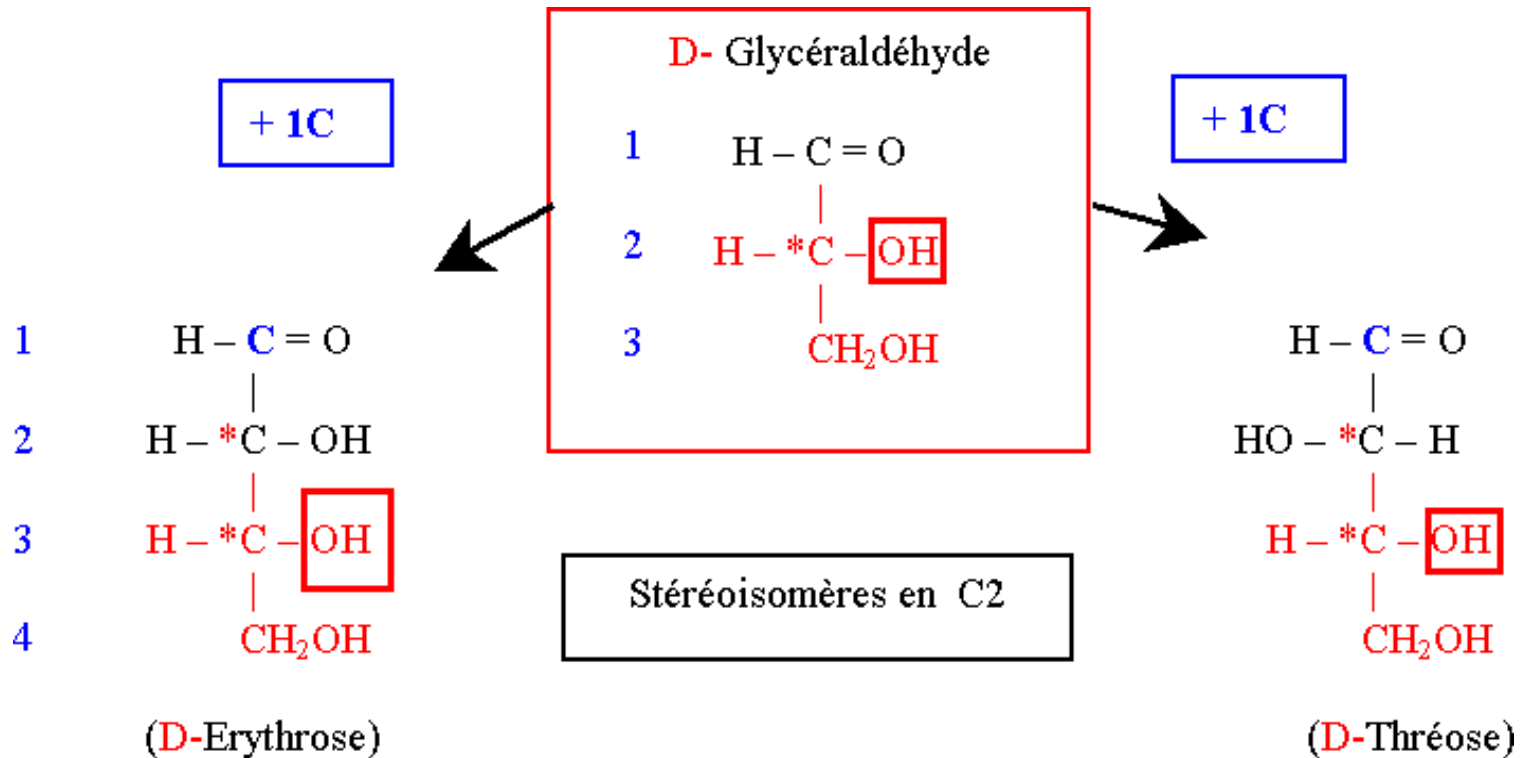 D- Glycéraldéhyde
+ 1C
+ 1C
1 H – C = O
2 H – *C – OH
3 CH₂OH
1 H – C = O
2 H – *C – OH
3 H – *C – OH
4 CH₂OH
(D-Erythrose)
Stéréoisomères en C2
H – C = O
HO – *C – H
H – *C – OH
CH₂OH
(D-Thréose)